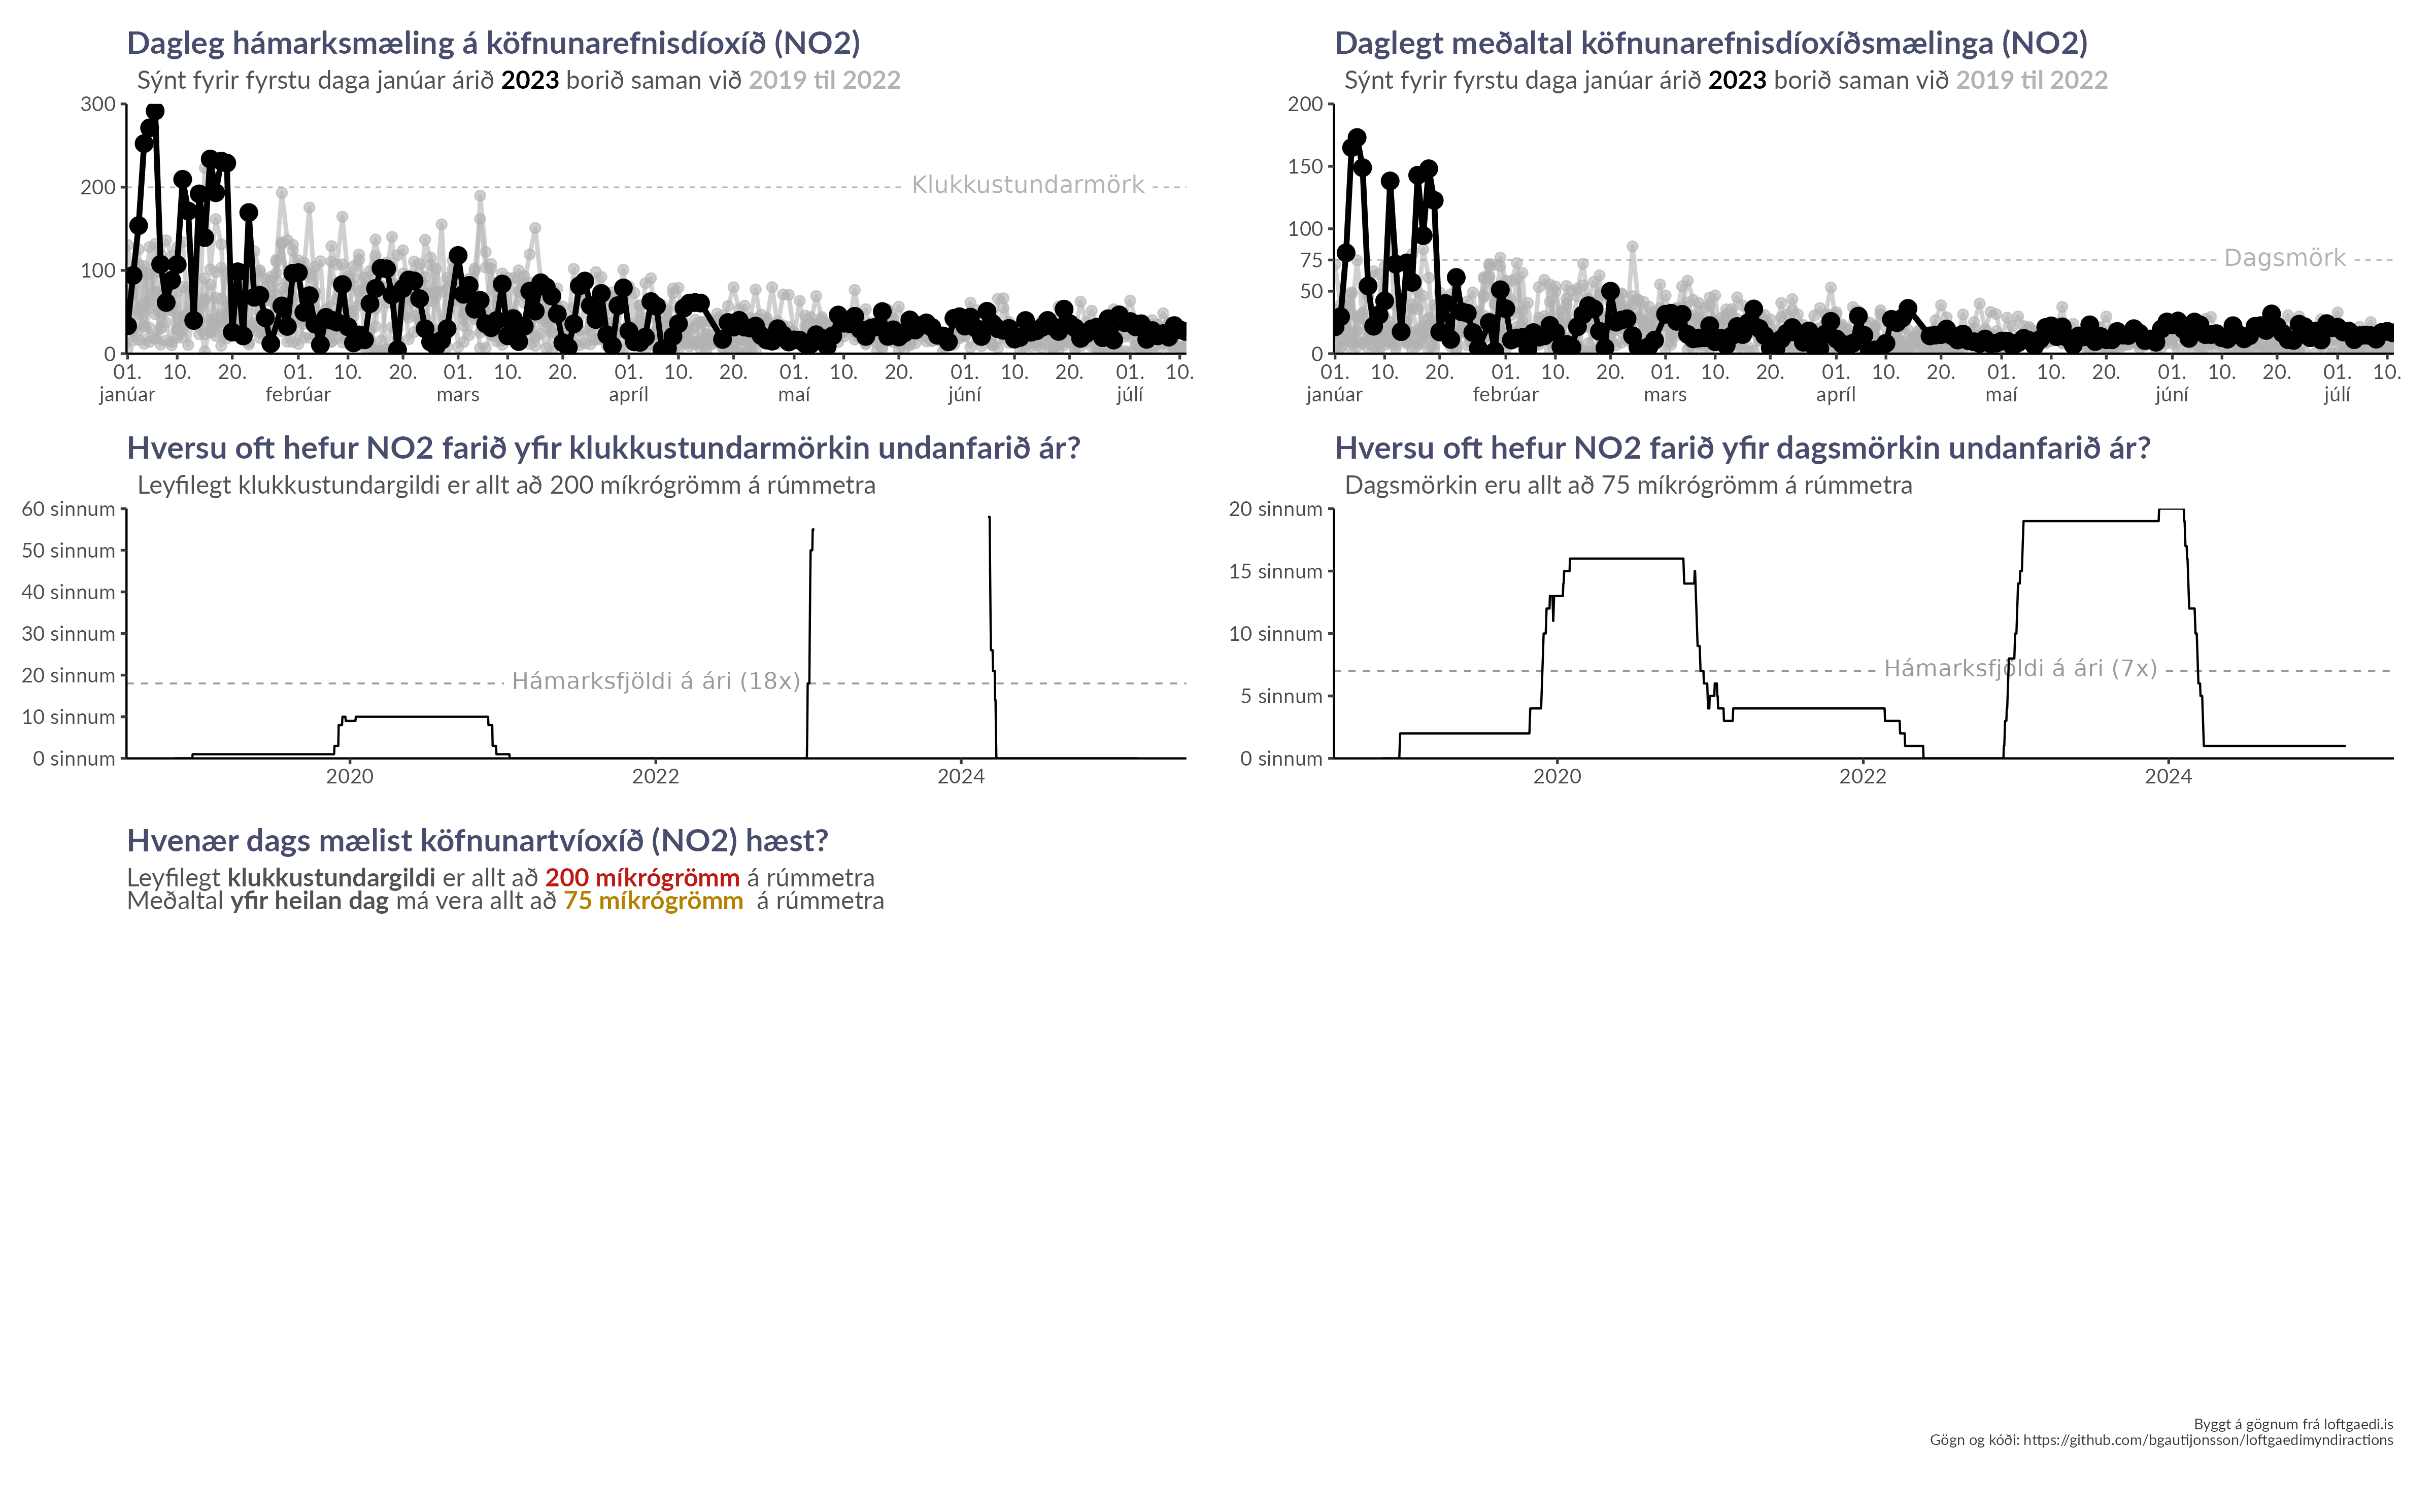 Dagleg hámarksmæling á köfnunarefnisdíoxíð (NO2)
Sýnt fyrir fyrstu daga janúar árið 2023 borið saman við 2019 til 2022
300
200
100
0
Klukkustundarmörk
01. 10. 20. 01. 10. 20. 01. 10. 20. 01. 10. 20. 01. 10. 20. 01. 10. 20. 01. 10.
janúar febrúar mars apríl maí júní júlí
Daglegt meðaltal köfnunarefnisdíoxíðsmælinga (NO2)
Sýnt fyrir fyrstu daga janúar árið 2023 borið saman við 2019 til 2022
200
150
100
75
50
0
Dagsmörk
01. 10. 20. 01. 10. 20. 01. 10. 20. 01. 10. 20. 01. 10. 20. 01. 10. 20. 01. 10.
janúar febrúar mars apríl maí júní júlí
Hversu oft hefur NO2 farið yfir klukkustundarmörkin undanfarið ár?
Leyfilegt klukkustundargildi er allt að 200 míkrógrömm á rúmmetra
60 sinnum
50 sinnum
40 sinnum
30 sinnum
20 sinnum
10 sinnum
0 sinnum
Hámarksfjöldi á ári (18x)
2020 2022 2024
Hversu oft hefur NO2 farið yfir dagsmörkin undanfarið ár?
Dagsmörkin eru allt að 75 míkrógrömm á rúmmetra
20 sinnum
15 sinnum
10 sinnum
5 sinnum
0 sinnum
Hámarksfjöldi á ári (7x)
2020 2022 2024
Hvenær dags mælist köfnunartvíoxíð (NO2) hæst?
Leyfilegt klukkustundargildi er allt að 200 míkrógrömm á rúmmetra
Meðaltal yfir heilan dag má vera allt að 75 míkrógrömm á rúmmetra
Byggt á gögnum frá loftgaedi.is
Gögn og kóði: https://github.com/bgautijonsson/loftgaedimyndiractions